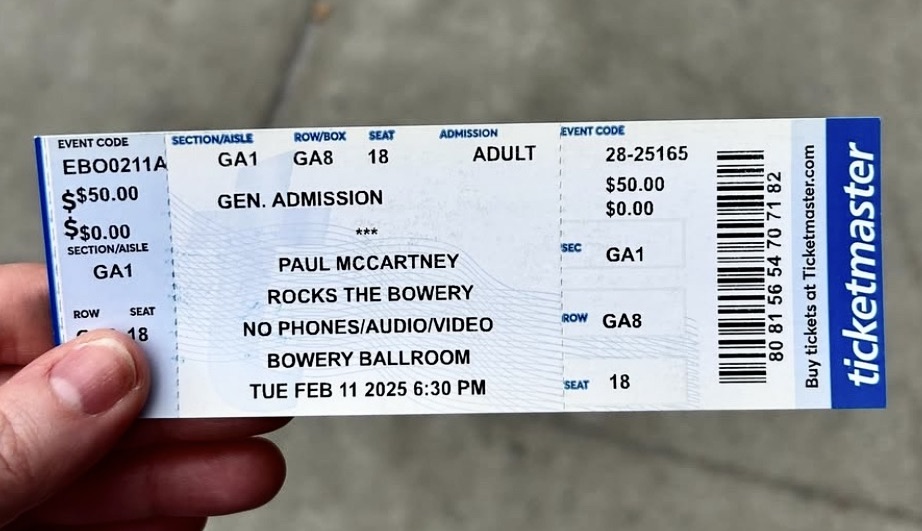 EVENT CODE
EBO0211A
$$50.00
$$0.00
SECTION/AISLE
GA1
ROW SEAT
18
SECTION/AISLE ROW/BOX SEAT ADMISSION
GA1 GA8 18 ADULT
GEN. ADMISSION
***
PAUL MCCARTNEY
ROCKS THE BOWERY
NO PHONES/AUDIO/VIDEO
BOWERY BALLROOM
TUE FEB 11 2025 6:30 PM
EVENT CODE
28-25165
$50.00
$0.00
SEC GA1
ROW GA8
SEAT 18
80 81 56 54 70 71 82
Buy tickets at Ticketmaster.com
ticketmaster